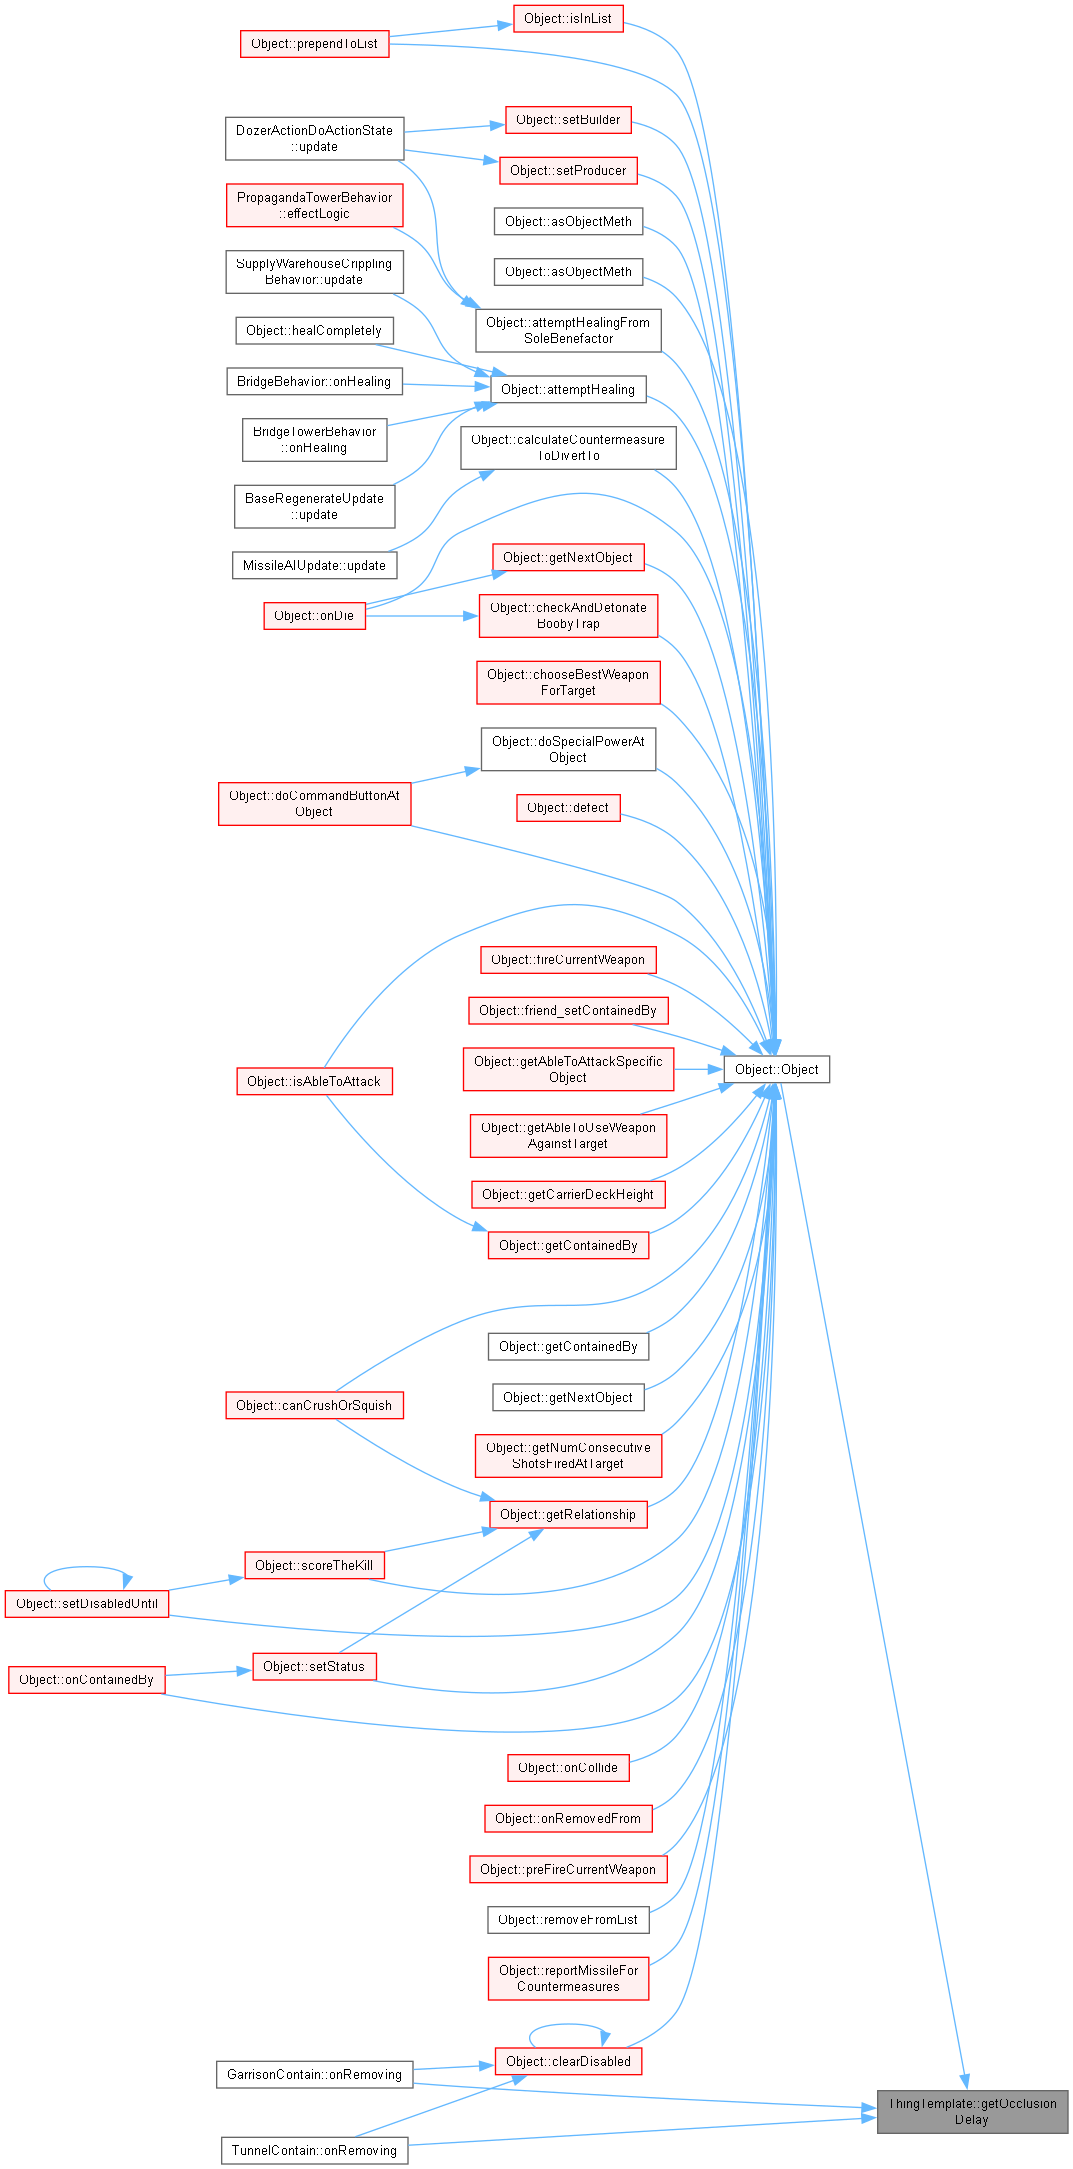 Object::isInList
Object::prependToList
Object::setBuilder
DozerActionDoActionState
::update
Object::setProducer
PropagandaTowerBehavior
::effectLogic
Object::asObjectMeth
SupplyWarehouseCrippling
Behavior::update
Object::asObjectMeth
Object::healCompletely
Object::attemptHealingFrom
SoleBenefactor
BridgeBehavior::onHealing
Object::attemptHealing
BridgeTowerBehavior
::onHealing
Object::calculateCountermeasure
ToDivertTo
BaseRegenerateUpdate
::update
MissileAIUpdate::update
Object::getNextObject
Object::onDie
Object::checkAndDetonate
BoobyTrap
Object::chooseBestWeapon
ForTarget
Object::doSpecialPowerAt
Object
Object::doCommandButtonAt
Object
Object::defect
Object::fireCurrentWeapon
Object::friend_setContainedBy
Object::getAbleToAttackSpecific
Object
Object::Object
Object::isAbleToAttack
Object::getAbleToUseWeapon
AgainstTarget
Object::getCarrierDeckHeight
Object::getContainedBy
Object::getContainedBy
Object::getNextObject
Object::canCrushOrSquish
Object::getNumConsecutive
ShotsFiredAtTarget
Object::getRelationship
Object::scoreTheKill
Object::setDisabledUntil
Object::setStatus
Object::onContainedBy
Object::onCollide
Object::onRemovedFrom
Object::preFireCurrentWeapon
Object::removeFromList
Object::reportMissileFor
Countermeasures
Object::clearDisabled
GarrisonContain::onRemoving
ThingTemplate::getOcclusion
Delay
TunnelContain::onRemoving